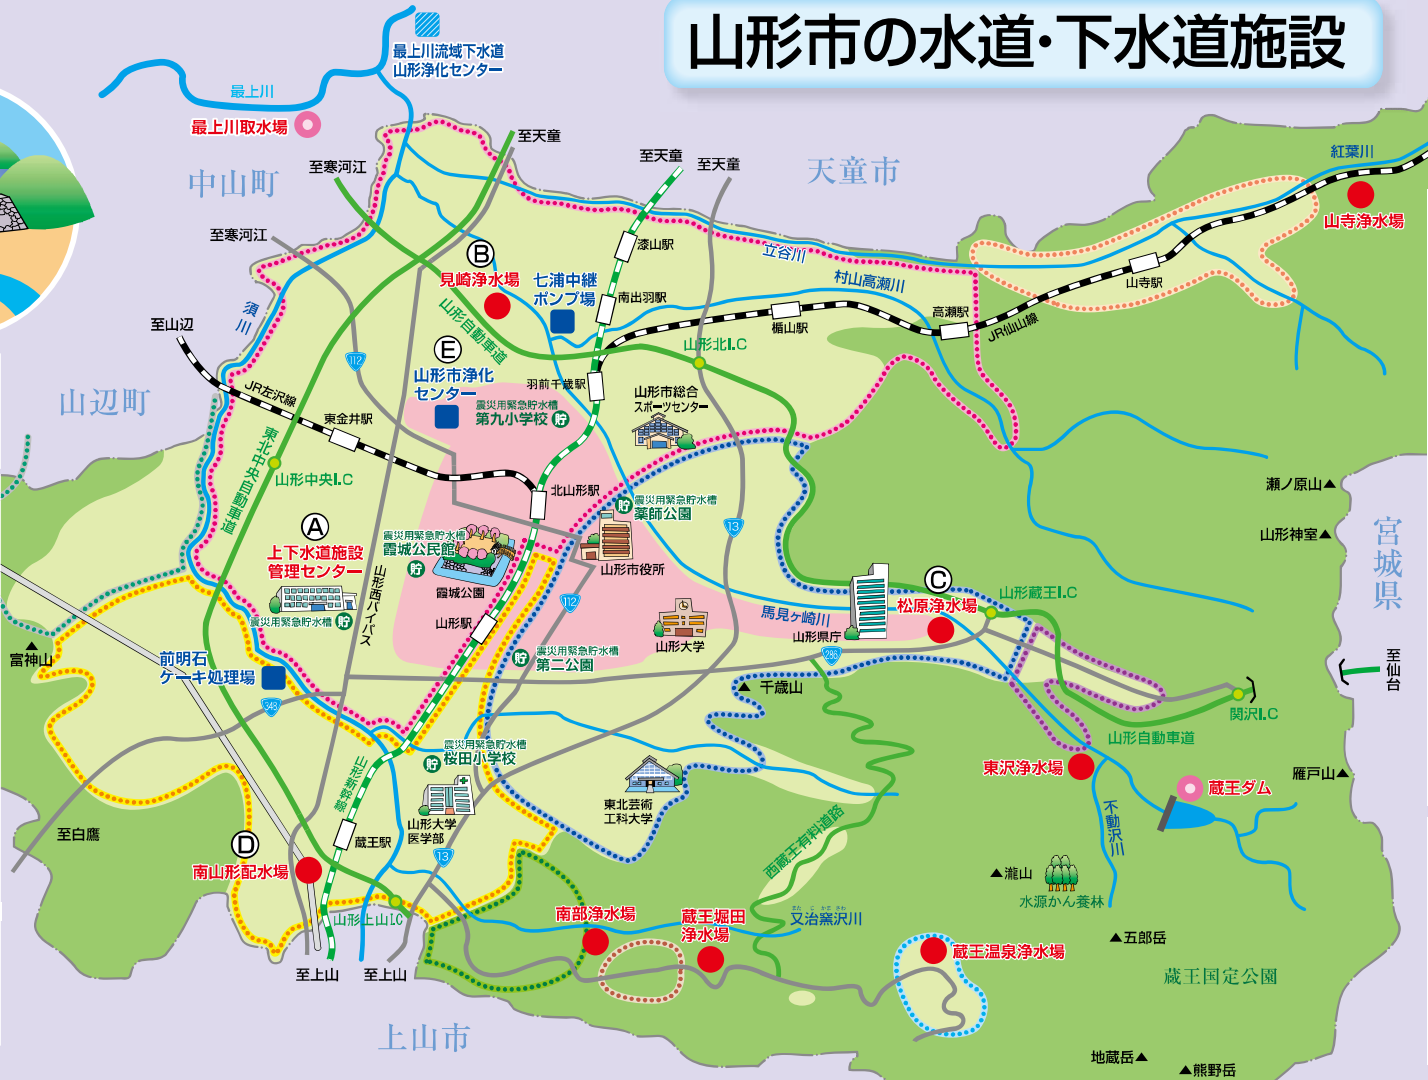 山形市の水道・下水道施設
最上川流域下水道
山形浄化センター
最上川
最上川取水場
至天童
至寒河江
至天童
至天童
中山町
天童市
紅葉川
山寺浄水場
至寒河江
漆山駅
立谷川
B
見崎浄水場
七浦中継
ポンプ場
村山高瀬川
山寺駅
南出羽駅
須川
山形自動車道
楯山駅
高瀬駅
JR仙山線
至山辺
112
E
山形市浄化
センター
山形北I.C
羽前千歳駅
山形市総合
スポーツセンター
山辺町
JR左沢線
東金井駅
震災用緊急貯水槽
第九小学校
貯
東北中央自動車道
山形中央I.C
北山形駅
瀬ノ原山▲
貯
震災用緊急貯水槽
薬師公園
A
上下水道施設
管理センター
震災用緊急貯水槽
霞城公民館
貯
13
山形神室▲
宮城県
山形西バイパス
霞城公園
山形市役所
C
松原浄水場
山形蔵王I.C
112
馬見ヶ崎川
震災用緊急貯水槽
貯
山形駅
山形大学
山形県庁
286
▲
富神山
前明石
ケーキ処理場
貯
震災用緊急貯水槽
第二公園
至仙台
▲千歳山
348
関沢I.C
山形自動車道
震災用緊急貯水槽
桜田小学校
貯
東沢浄水場
山形新幹線
蔵王ダム
雁戸山▲
東北芸術
工科大学
不動沢川
山形大学
医学部
至白鷹
蔵王駅
西蔵王有料道路
D
南山形配水場
13
▲瀧山
水源かん養林
山形上山I.C
南部浄水場
蔵王堀田
浄水場
又治窯沢川
▲五郎岳
蔵王温泉浄水場
至上山
至上山
蔵王国定公園
上山市
地蔵岳▲
▲熊野岳